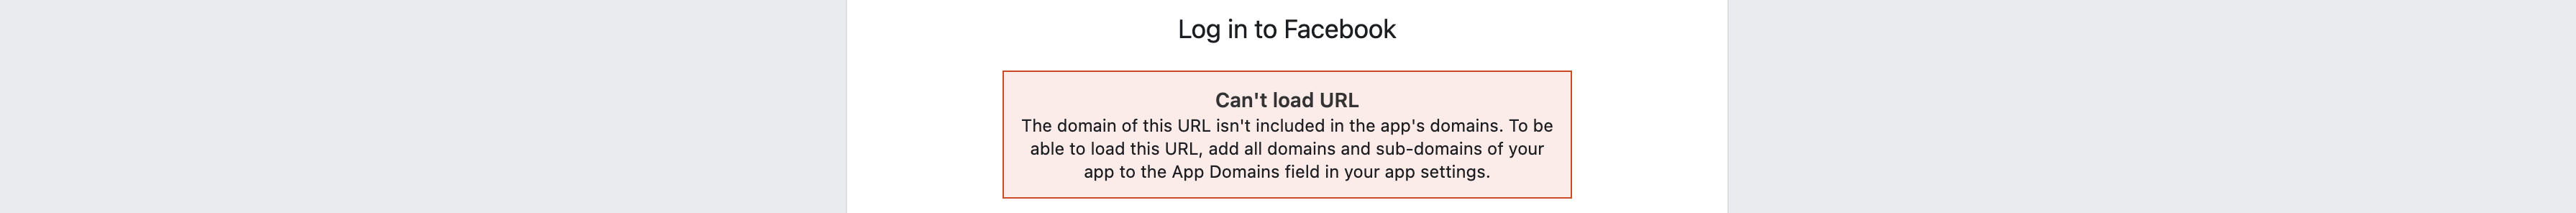 Log in to Facebook
Can't load URL
The domain of this URL isn't included in the app's domains. To be
able to load this URL, add all domains and sub-domains of your
app to the App Domains field in your app settings.